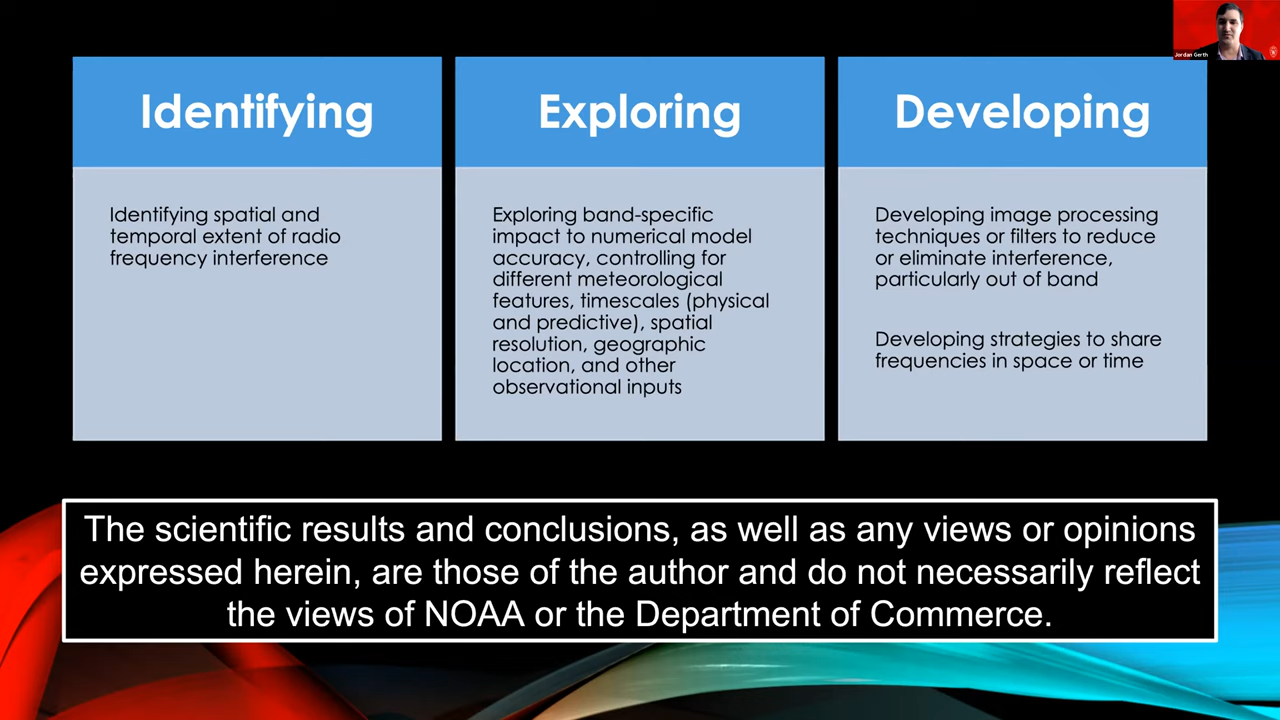 Jordan Gerth
Identifying
Identifying spatial and
temporal extent of radio
frequency interference
Exploring
Exploring band-specific
impact to numerical model
accuracy, controlling for
different meteorological
features, timescales (physical
and predictive), spatial
resolution, geographic
location, and other
observational inputs
Developing
Developing image processing
techniques or filters to reduce
or eliminate interference,
particularly out of band
Developing strategies to share
frequencies in space or time
The scientific results and conclusions, as well as any views or opinions
expressed herein, are those of the author and do not necessarily reflect
the views of NOAA or the Department of Commerce.